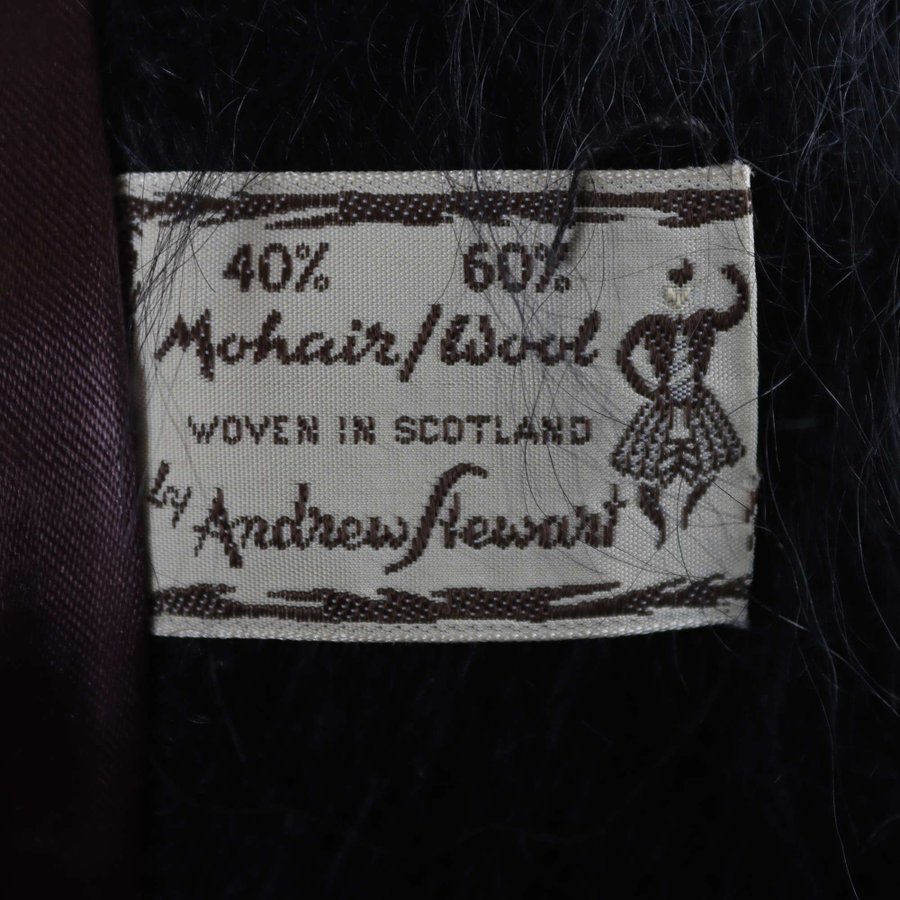 40% 60%
Mohair/Wool
WOVEN IN SCOTLAND
by Andrew Stewart